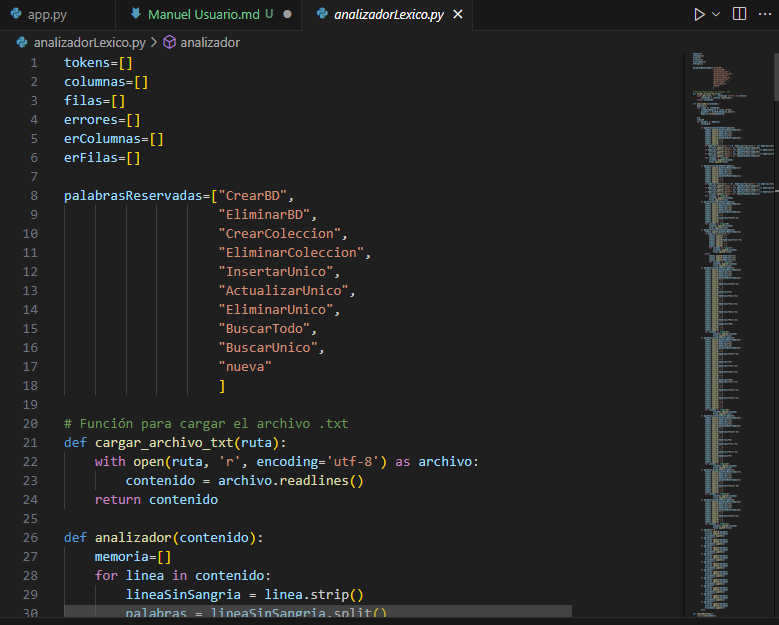 app.py
Manuel Usuario.md U
analizadorLexico.py
analizadorLexico.py > analizador
1 tokens=[]
2 columnas=[]
3 filas=[]
4 errores=[]
5 erColumnas=[]
6 erFilas=[]
7
8 palabrasReservadas=["CrearBD",
9 "EliminarBD",
10 "CrearColeccion",
11 "EliminarColeccion",
12 "InsertarUnico",
13 "ActualizarUnico",
14 "EliminarUnico",
15 "BuscarTodo",
16 "BuscarUnico",
17 "nueva"
18 ]
19
20 # Función para cargar el archivo .txt
21 def cargar_archivo_txt(ruta):
22     with open(ruta, 'r', encoding='utf-8') as archivo:
23         contenido = archivo.readlines()
24     return contenido
25
26 def analizador(contenido):
27     memoria=[]
28     for linea in contenido:
29         lineaSinSangria = linea.strip()
30         palabras = lineaSinSangria.split()